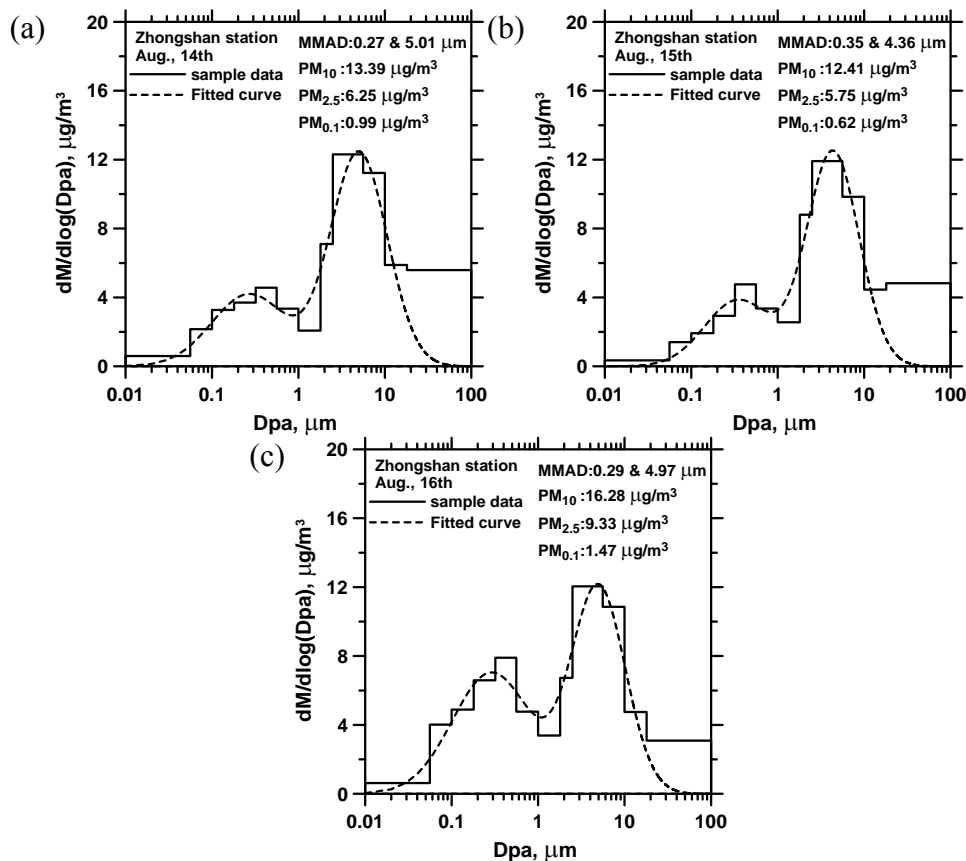 (a)
20
16
12
8
4
0
dM/dlog(Dpa), μg/m³
Zhongshan station
Aug., 14th
sample data
Fitted curve
MMAD:0.27 & 5.01 μm
PM₁₀ :13.39 μg/m³
PM₂.₅:6.25 μg/m³
PM₀.₁:0.99 μg/m³
0.01 0.1 1 10 100
Dpa, μm
(b)
20
16
12
8
4
0
dM/dlog(Dpa), μg/m³
Zhongshan station
Aug., 15th
sample data
Fitted curve
MMAD:0.35 & 4.36 μm
PM₁₀ :12.41 μg/m³
PM₂.₅:5.75 μg/m³
PM₀.₁:0.62 μg/m³
0.01 0.1 1 10 100
Dpa, μm
(c)
20
16
12
8
4
0
dM/dlog(Dpa), μg/m³
Zhongshan station
Aug., 16th
sample data
Fitted curve
MMAD:0.29 & 4.97 μm
PM₁₀ :16.28 μg/m³
PM₂.₅:9.33 μg/m³
PM₀.₁:1.47 μg/m³
0.01 0.1 1 10 100
Dpa, μm